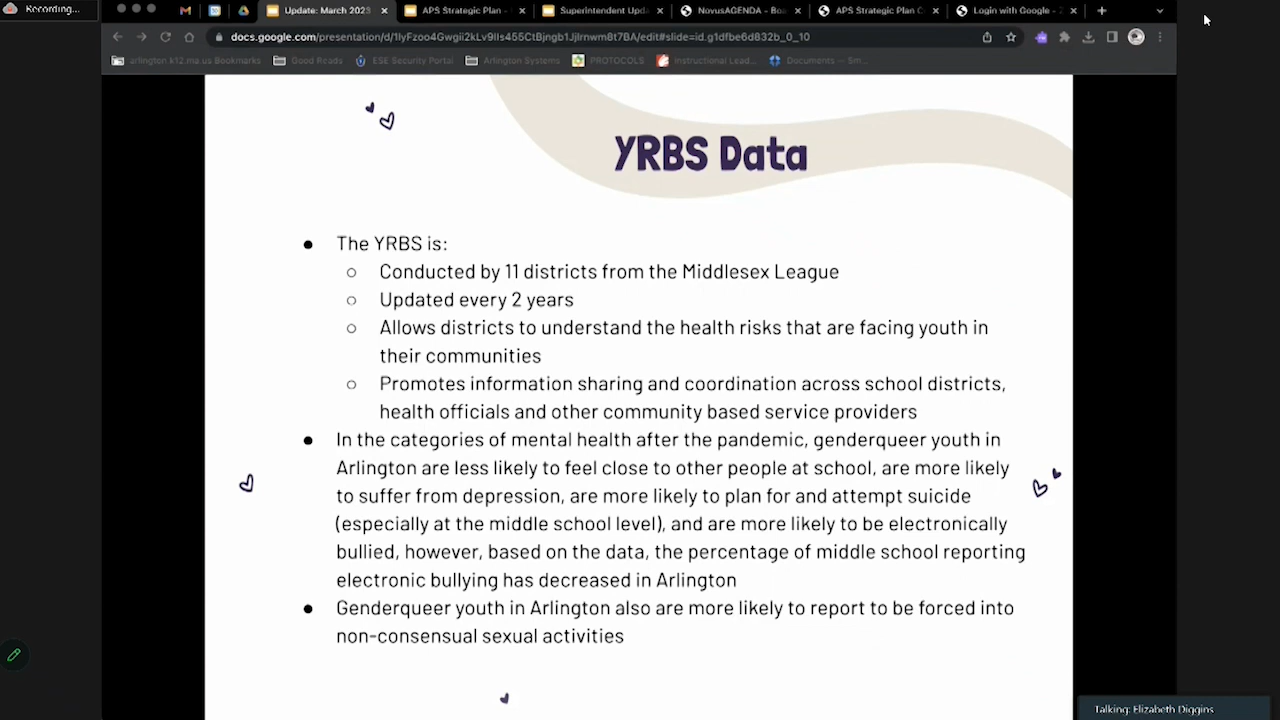 Recording...
Update: March 2023
APS Strategic Plan -
Superintendent Upda
NovusAGENDA - Boa
APS Strategic Plan C
Login with Google - 2
docs.google.com/presentation/d/
edit#slide=id.g1dfbe6d832b_0_10
arlington.k12.ma.us Bookmarks
Good Reads
ESE Security Portal
Arlington Systems
PROTOCOLS
Instructional Lead...
Documents — Sm...
YRBS Data
● The YRBS is:
○ Conducted by 11 districts from the Middlesex League
○ Updated every 2 years
○ Allows districts to understand the health risks that are facing youth in
their communities
○ Promotes information sharing and coordination across school districts,
health officials and other community based service providers
● In the categories of mental health after the pandemic, genderqueer youth in
Arlington are less likely to feel close to other people at school, are more likely
to suffer from depression, are more likely to plan for and attempt suicide
(especially at the middle school level), and are more likely to be electronically
bullied, however, based on the data, the percentage of middle school reporting
electronic bullying has decreased in Arlington
● Genderqueer youth in Arlington also are more likely to report to be forced into
non-consensual sexual activities
Talking: Elizabeth Diggins